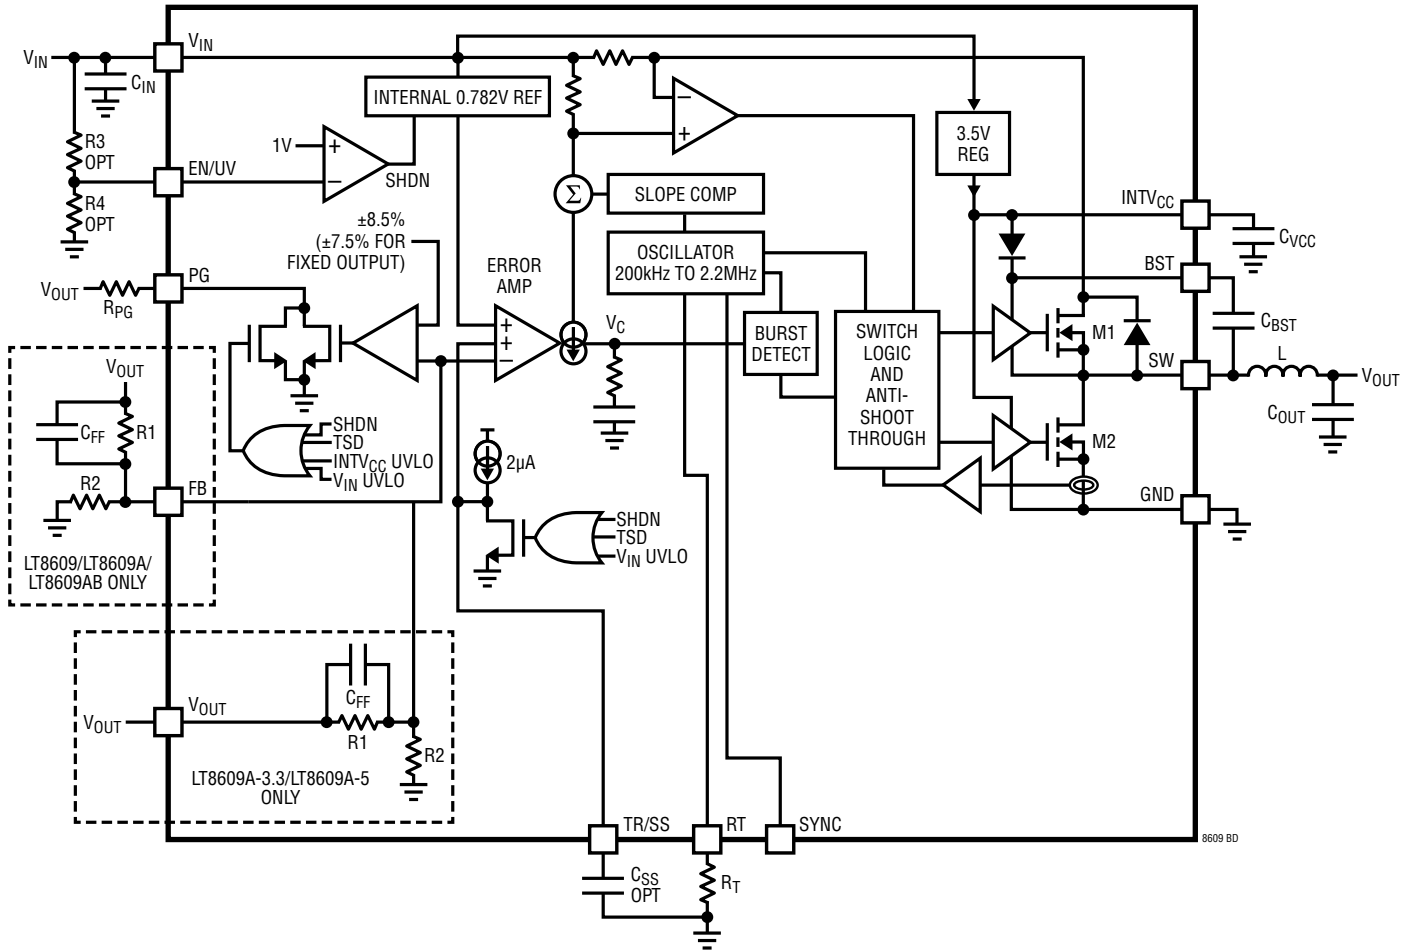 VIN
VIN
CIN
R3
OPT
R4
OPT
EN/UV
1V
+
−
SHDN
INTERNAL 0.782V REF
−
+
3.5V
REG
Σ
SLOPE COMP
OSCILLATOR
200kHz TO 2.2MHz
INTVCC
CVCC
BST
CBST
SW
L
VOUT
COUT
M1
M2
GND
VOUT
RPG
PG
±8.5%
(±7.5% FOR
FIXED OUTPUT)
ERROR
AMP
+
+
−
VC
BURST
DETECT
SWITCH
LOGIC
AND
ANTI-
SHOOT
THROUGH
VOUT
CFF
R1
R2
FB
LT8609/LT8609A/
LT8609AB ONLY
SHDN
TSD
INTVCC UVLO
VIN UVLO
2µA
SHDN
TSD
VIN UVLO
VOUT
VOUT
CFF
R1
R2
LT8609A-3.3/LT8609A-5
ONLY
TR/SS
RT
SYNC
CSS
OPT
RT
8609 BD